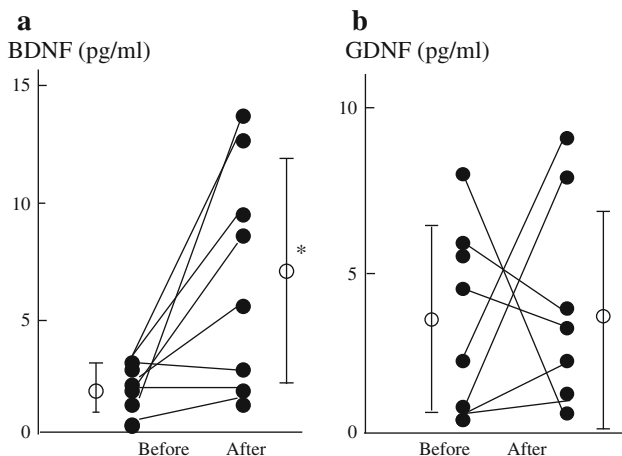 a
BDNF (pg/ml)
15
10
5
0
Before After
*
b
GDNF (pg/ml)
10
5
0
Before After